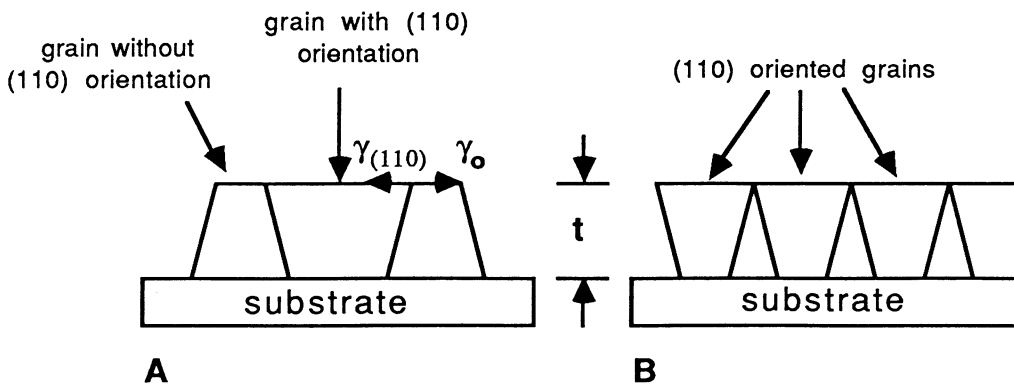 grain without
(110) orientation
grain with (110)
orientation
γ(110)
γo
substrate
A
(110) oriented grains
t
substrate
B